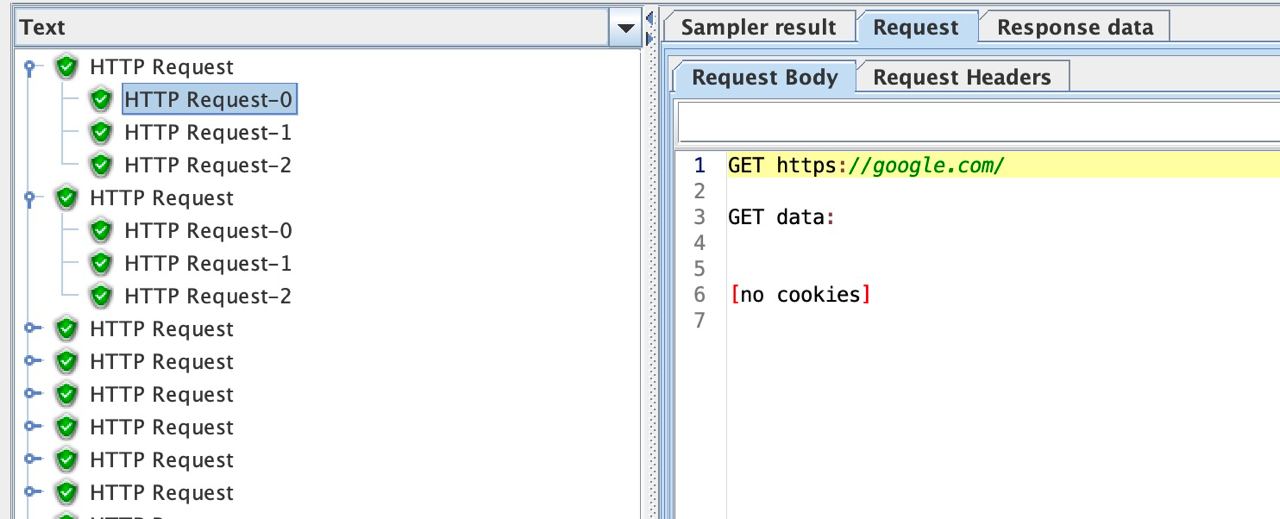 Text
HTTP Request
HTTP Request-0
HTTP Request-1
HTTP Request-2
HTTP Request
HTTP Request-0
HTTP Request-1
HTTP Request-2
HTTP Request
HTTP Request
HTTP Request
HTTP Request
HTTP Request
HTTP Request
Sampler result Request Response data
Request Body Request Headers
1 GET https://google.com/
2
3 GET data:
4
5
6 [no cookies]
7